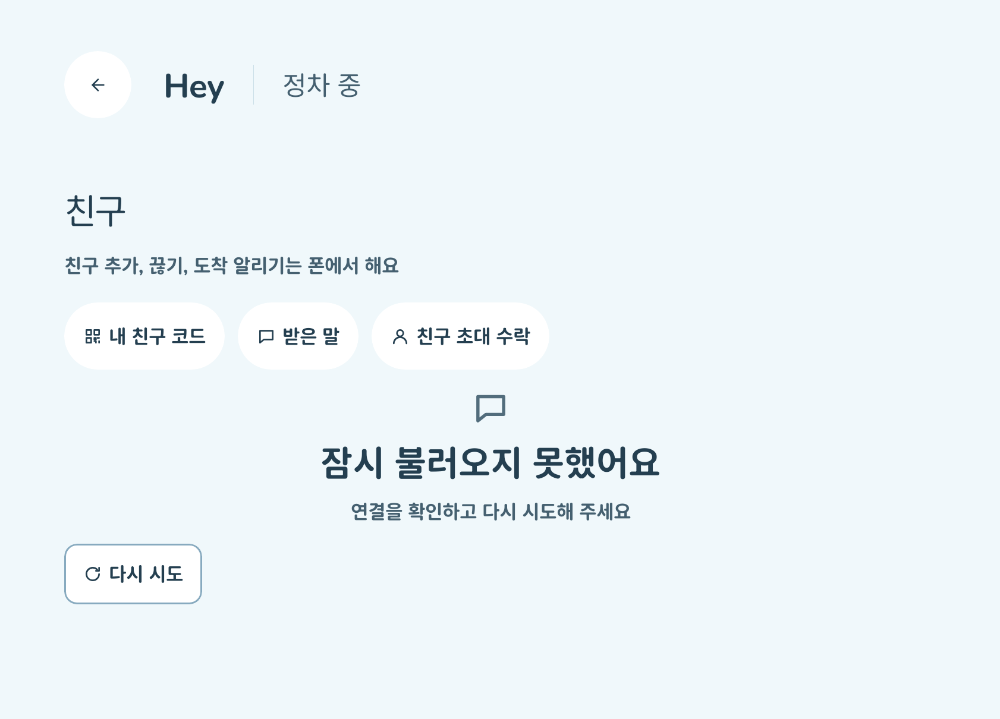 Hey 정차 중
친구
친구 추가, 끊기, 도착 알리기는 폰에서 해요
내 친구 코드 받은 말 친구 초대 수락
잠시 불러오지 못했어요
연결을 확인하고 다시 시도해 주세요
다시 시도